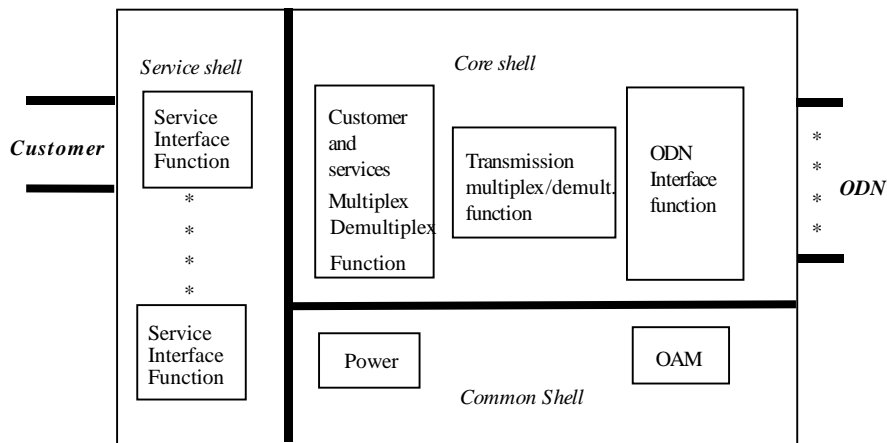 Service shell
Core shell
Customer
Service
Interface
Function
*
*
*
*
Service
Interface
Function
Customer
and
services
Multiplex
Demultiplex
Function
Transmission
multiplex/demult.
function
ODN
Interface
function
*
*
*
*
ODN
Power
OAM
Common Shell